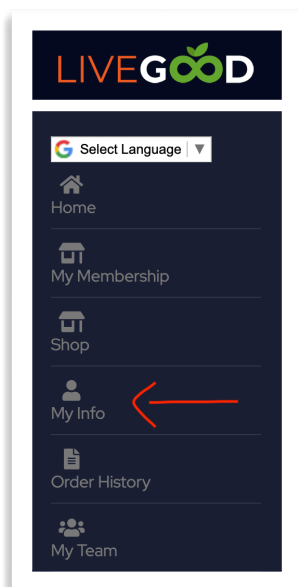 LIVEGOOD
Select Language
Home
My Membership
Shop
My Info
Order History
My Team